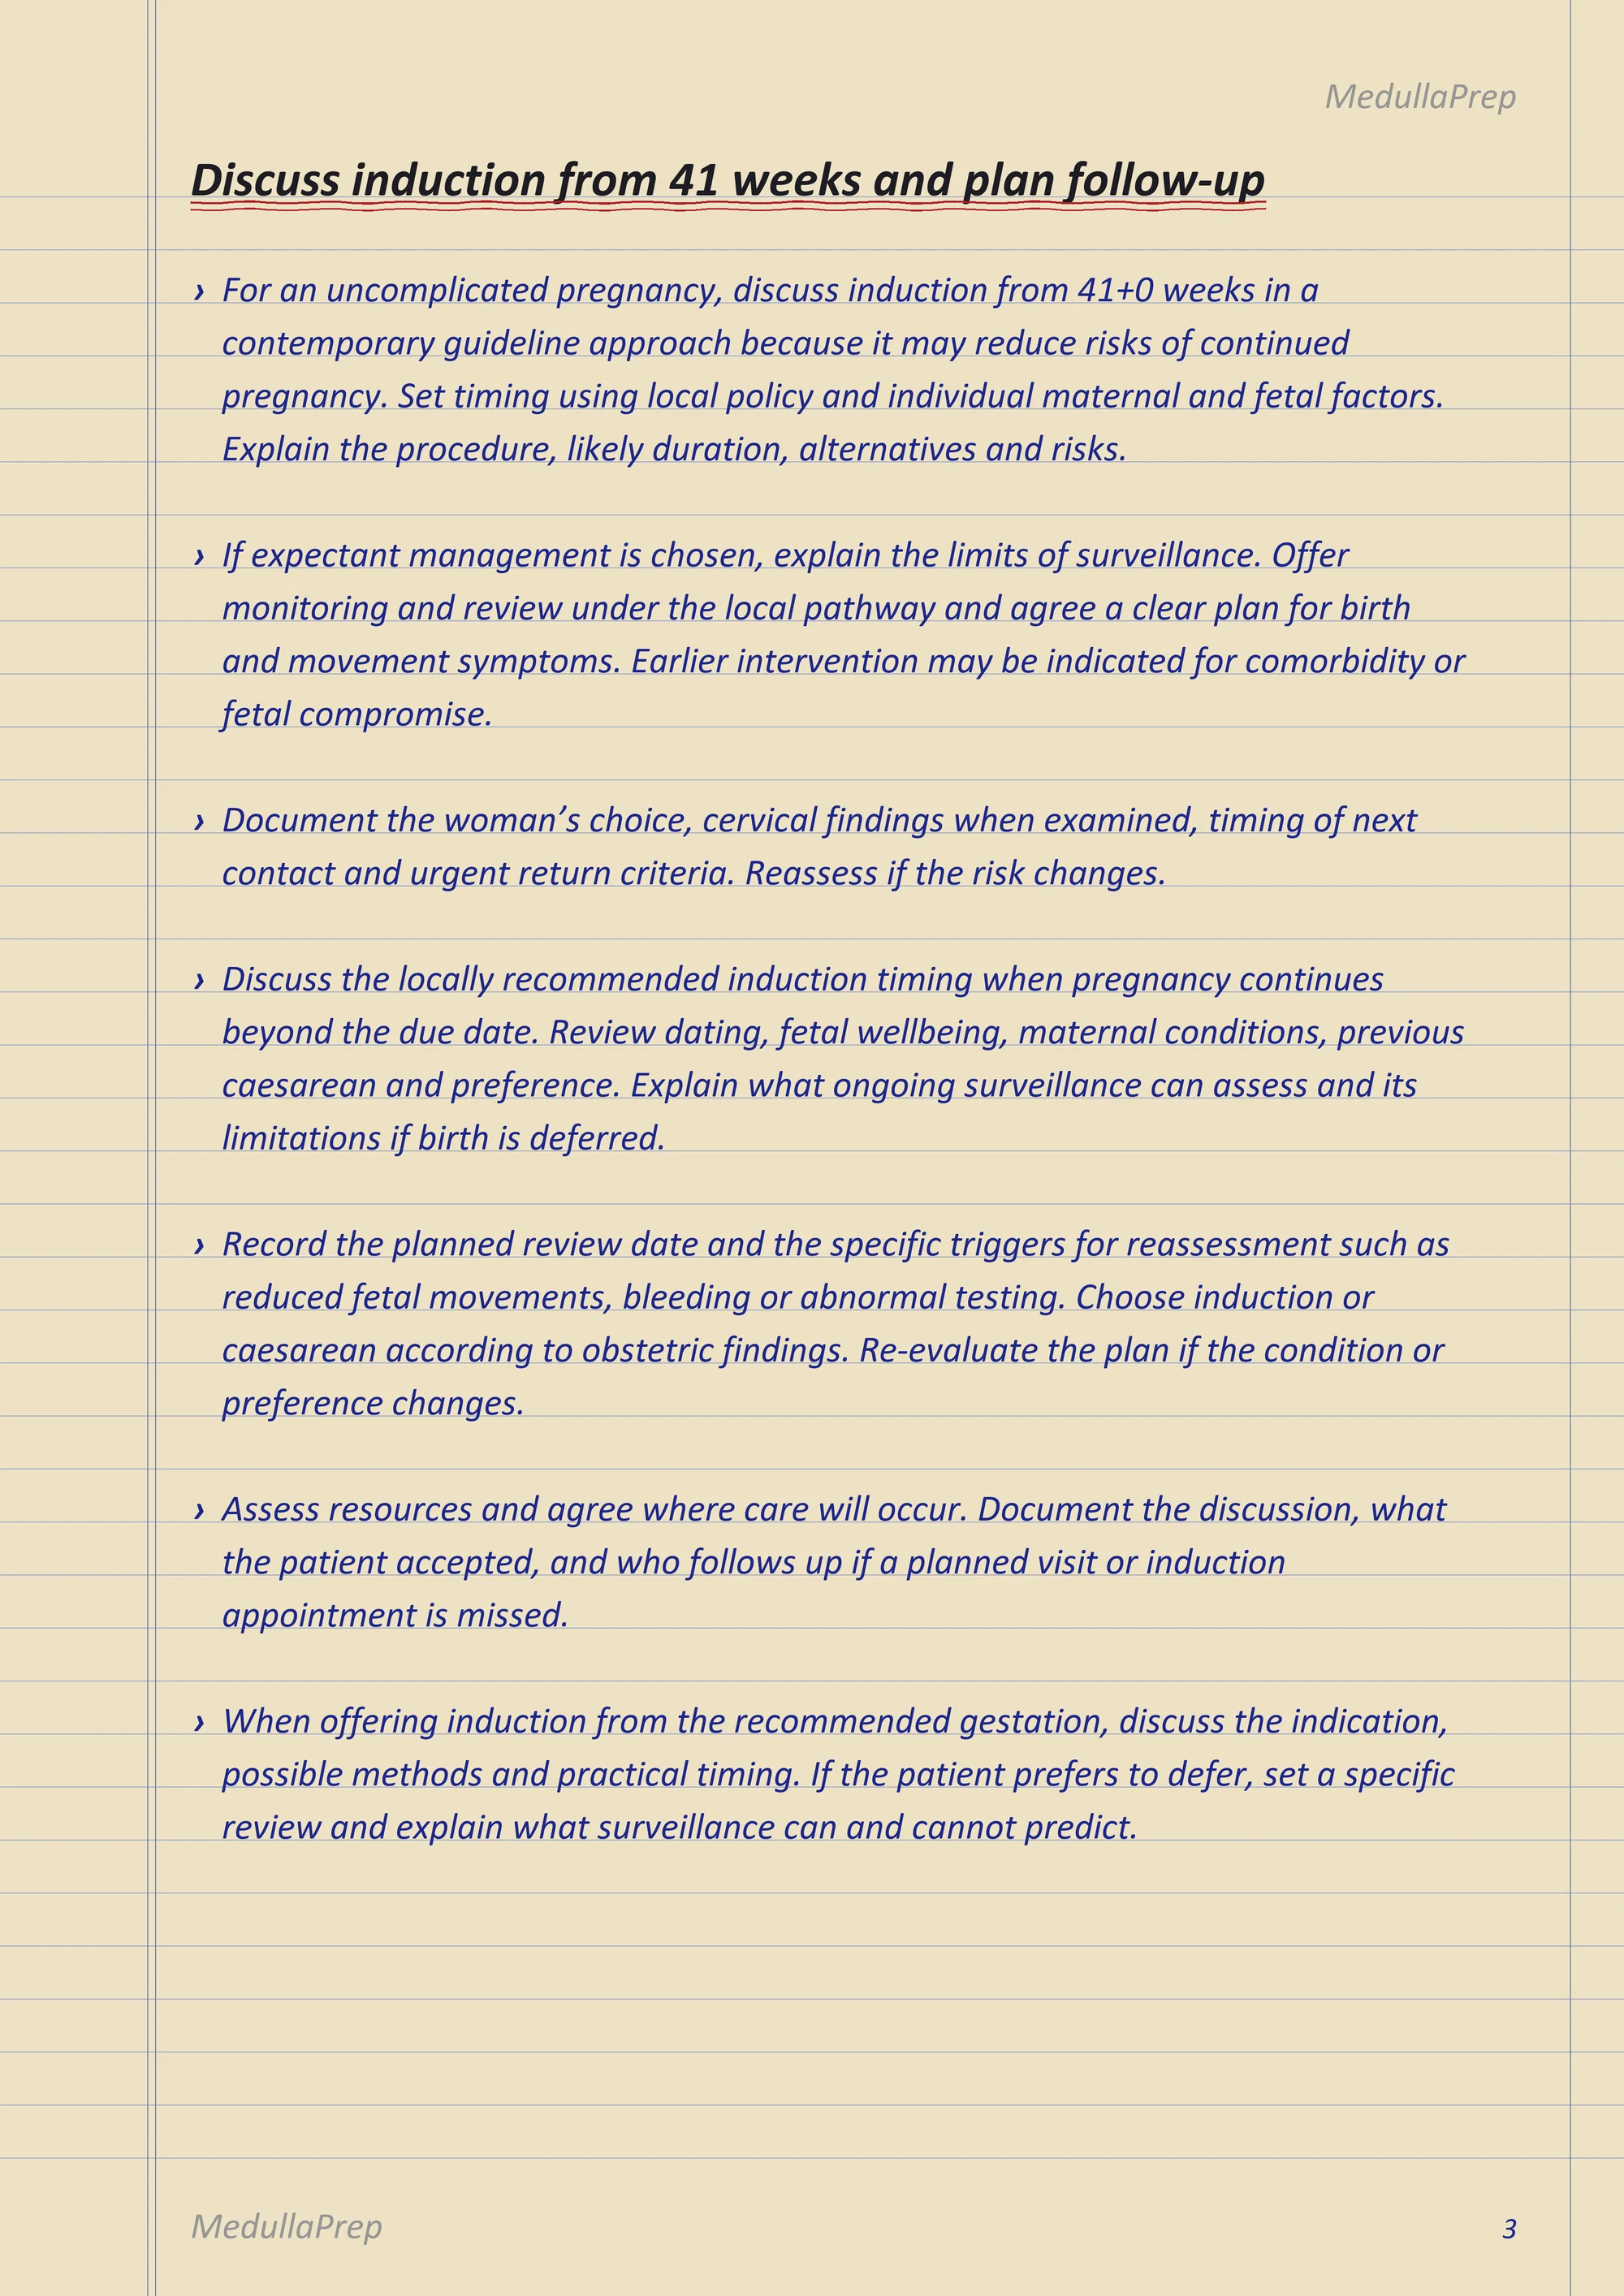 MedullaPrep
Discuss induction from 41 weeks and plan follow-up
› For an uncomplicated pregnancy, discuss induction from 41+0 weeks in a
contemporary guideline approach because it may reduce risks of continued
pregnancy. Set timing using local policy and individual maternal and fetal factors.
Explain the procedure, likely duration, alternatives and risks.
› If expectant management is chosen, explain the limits of surveillance. Offer
monitoring and review under the local pathway and agree a clear plan for birth
and movement symptoms. Earlier intervention may be indicated for comorbidity or
fetal compromise.
› Document the woman’s choice, cervical findings when examined, timing of next
contact and urgent return criteria. Reassess if the risk changes.
› Discuss the locally recommended induction timing when pregnancy continues
beyond the due date. Review dating, fetal wellbeing, maternal conditions, previous
caesarean and preference. Explain what ongoing surveillance can assess and its
limitations if birth is deferred.
› Record the planned review date and the specific triggers for reassessment such as
reduced fetal movements, bleeding or abnormal testing. Choose induction or
caesarean according to obstetric findings. Re-evaluate the plan if the condition or
preference changes.
› Assess resources and agree where care will occur. Document the discussion, what
the patient accepted, and who follows up if a planned visit or induction
appointment is missed.
› When offering induction from the recommended gestation, discuss the indication,
possible methods and practical timing. If the patient prefers to defer, set a specific
review and explain what surveillance can and cannot predict.
MedullaPrep
3